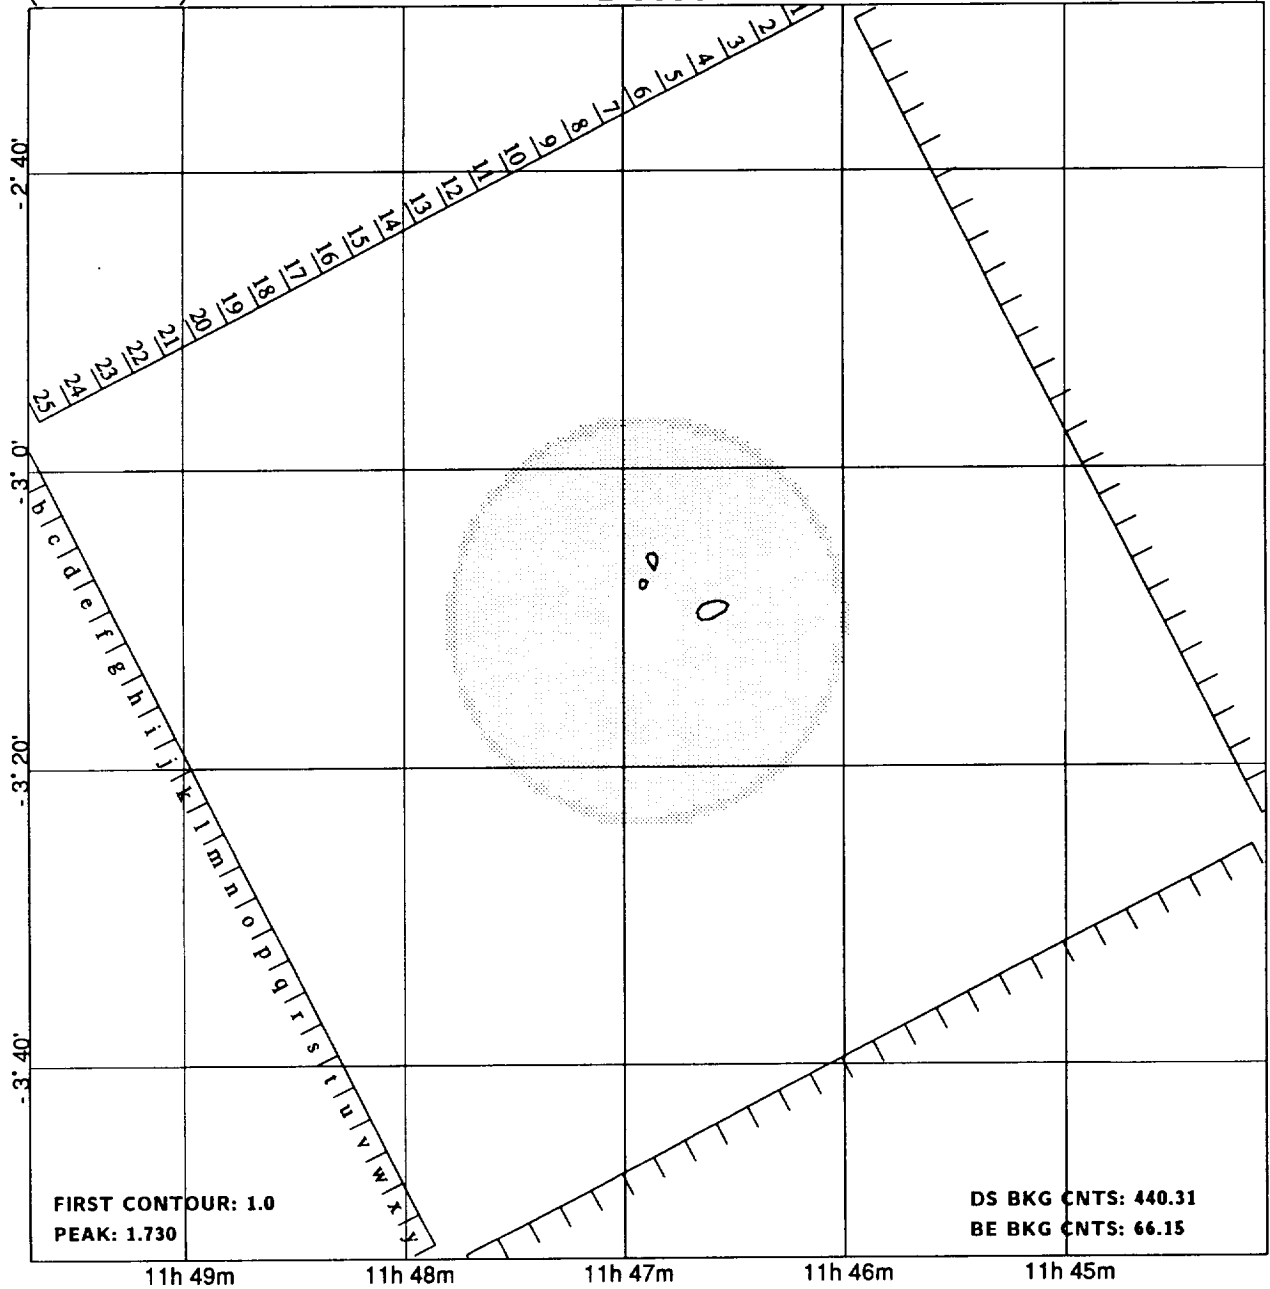 1 2 3 4 5 6 7 8 9 10 11 12 13 14 15 16 17 18 19 20 21 22 23 24 25
-2° 40'
-3° 0'
-3° 20'
-3° 40'
b c d e f g h i j k l m n o p q r s t u v w x y
FIRST CONTOUR: 1.0
PEAK: 1.730
DS BKG CNTS: 440.31
BE BKG CNTS: 66.15
11h 49m 11h 48m 11h 47m 11h 46m 11h 45m